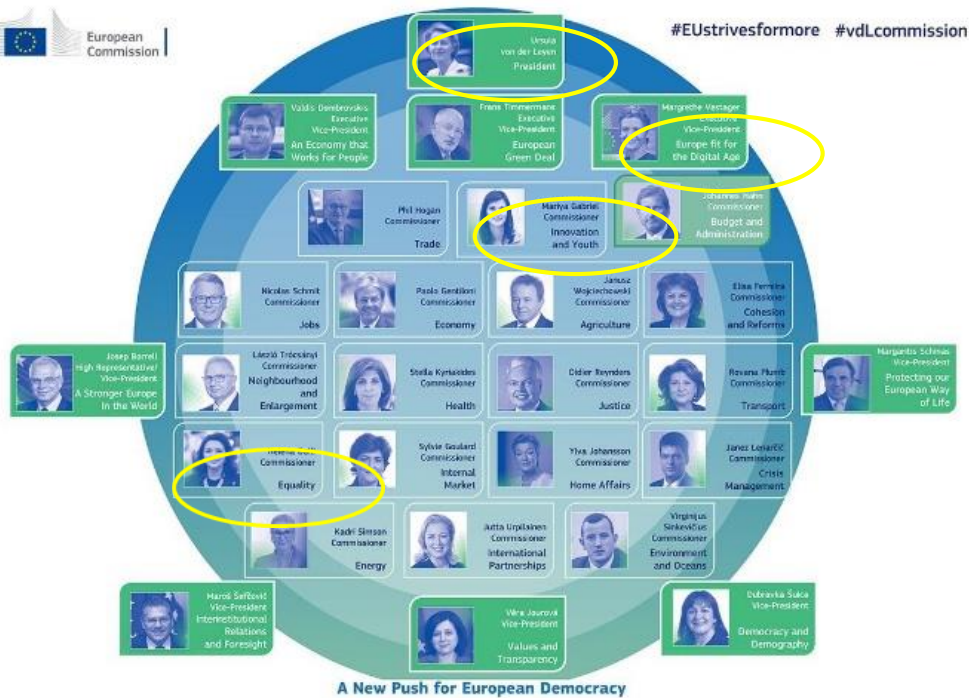 European
Commission
#EUstrivesformore #vdLcommission
Ursula
von der Leyen
President
Valdis Dombrovskis
Executive
Vice-President
An Economy that
Works for People
Frans Timmermans
Executive
Vice-President
European
Green Deal
Margrethe Vestager
Executive
Vice-President
Europe fit for
the Digital Age
Phil Hogan
Commissioner
Trade
Mariya Gabriel
Commissioner
Innovation
and Youth
Johannes Hahn
Commissioner
Budget and
Administration
Nicolas Schmit
Commissioner
Jobs
Paolo Gentiloni
Commissioner
Economy
Janusz
Wojciechowski
Commissioner
Agriculture
Elisa Ferreira
Commissioner
Cohesion
and Reforms
Josep Borrell
High Representative/
Vice-President
A Stronger Europe
in the World
László Trócsányi
Commissioner
Neighbourhood
and
Enlargement
Stella Kyriakides
Commissioner
Health
Didier Reynders
Commissioner
Justice
Rovana Plumb
Commissioner
Transport
Margaritis Schinas
Vice-President
Protecting our
European Way
of Life
Helena Dalli
Commissioner
Equality
Sylvie Goulard
Commissioner
Internal
Market
Ylva Johansson
Commissioner
Home Affairs
Janez Lenarčič
Commissioner
Crisis
Management
Kadri Simson
Commissioner
Energy
Jutta Urpilainen
Commissioner
International
Partnerships
Virginijus
Sinkevičius
Commissioner
Environment
and Oceans
Maroš Šefčovič
Vice-President
Interinstitutional
Relations
and Foresight
Věra Jourová
Vice-President
Values and
Transparency
Dubravka Šuica
Vice-President
Democracy and
Demography
A New Push for European Democracy